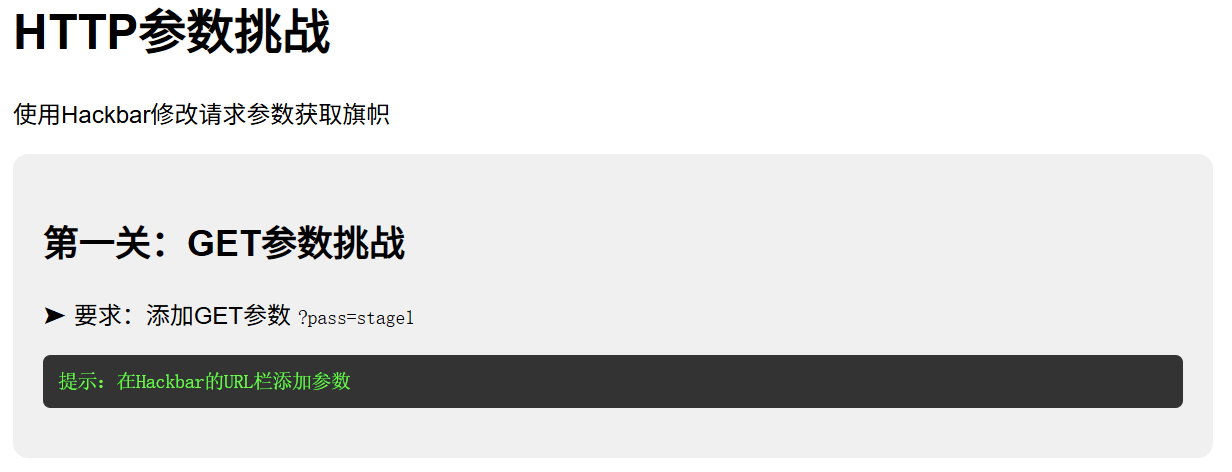 HTTP参数挑战
使用Hackbar修改请求参数获取旗帜
第一关：GET参数挑战
➤ 要求：添加GET参数 ?pass=stage1
提示：在Hackbar的URL栏添加参数